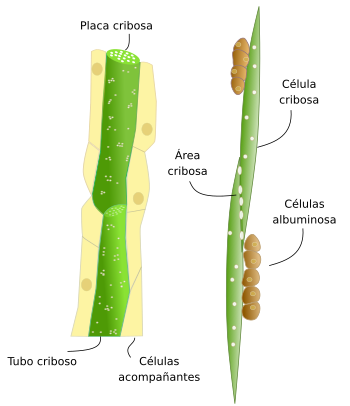 Placa cribosa
Célula
cribosa
Área
cribosa
Células
albuminosa
Tubo criboso
Células
acompañantes